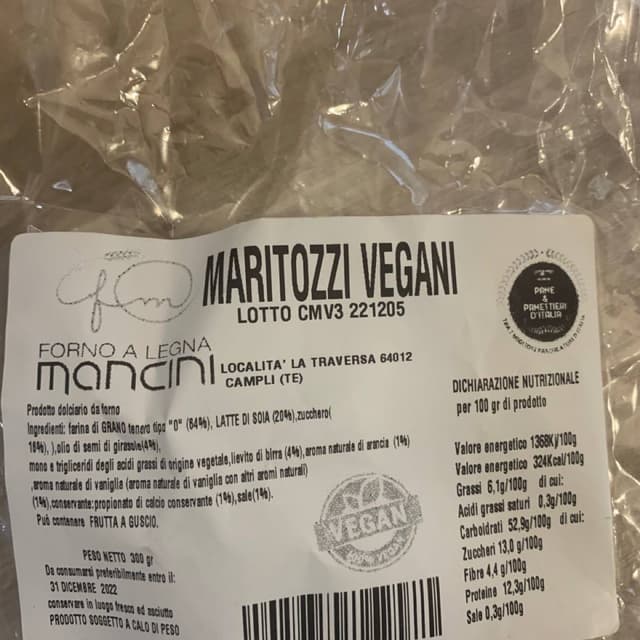 MARITOZZI VEGANI
LOTTO CMV3 221205
fm
FORNO A LEGNA
mancini
LOCALITA' LA TRAVERSA 64012
CAMPLI (TE)
PANE
&
PANETTIERI
D'ITALIA
Prodotto dolciario da forno
Ingredienti: farina di GRANO tenero tipo "0" (64%), LATTE DI SOIA (20%),zucchero(
18%), ),olio di semi di girasole(4%),
mono e trigliceridi degli acidi grassi di origine vegetale,lievito di birra (4%),aroma naturale di arancia (1%)
,aroma naturale di vaniglia (aroma naturale di vaniglia con altri aromi naturali)
(1%),conservante:propionato di calcio conservante (1%),sale(1%).
Può contenere FRUTTA A GUSCIO.
PESO NETTO 300 gr
Da consumarsi preferibilmente entro il:
31 DICEMBRE 2022
conservare in luogo fresco ed asciutto
PRODOTTO SOGGETTO A CALO DI PESO
VEGAN
DICHIARAZIONE NUTRIZIONALE
per 100 gr di prodotto
Valore energetico 1368Kj/100g
Valore energetico 324Kcal/100g
Grassi 6,1g/100g di cui:
Acidi grassi saturi 0,3g/100g
Carboidrati 52,9g/100g di cui:
Zuccheri 13,0 g/100g
Fibre 4,4 g/100g
Proteine 12,3g/100g
Sale 0,3g/100g